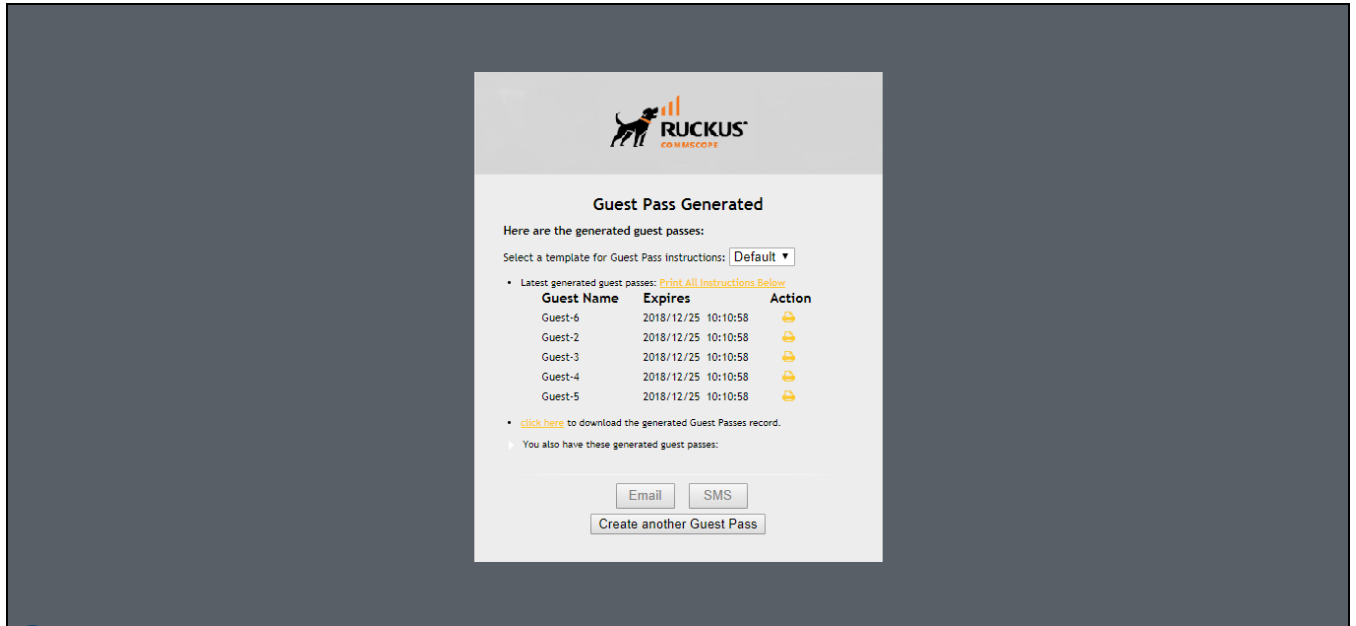 RUCKUS
COMMSCOPE
Guest Pass Generated
Here are the generated guest passes:
Select a template for Guest Pass instructions: Default
• Latest generated guest passes: Print All Instructions Below
Guest Name Expires Action
Guest-6 2018/12/25 10:10:58
Guest-2 2018/12/25 10:10:58
Guest-3 2018/12/25 10:10:58
Guest-4 2018/12/25 10:10:58
Guest-5 2018/12/25 10:10:58
• click here to download the generated Guest Passes record.
You also have these generated guest passes:
Email SMS
Create another Guest Pass